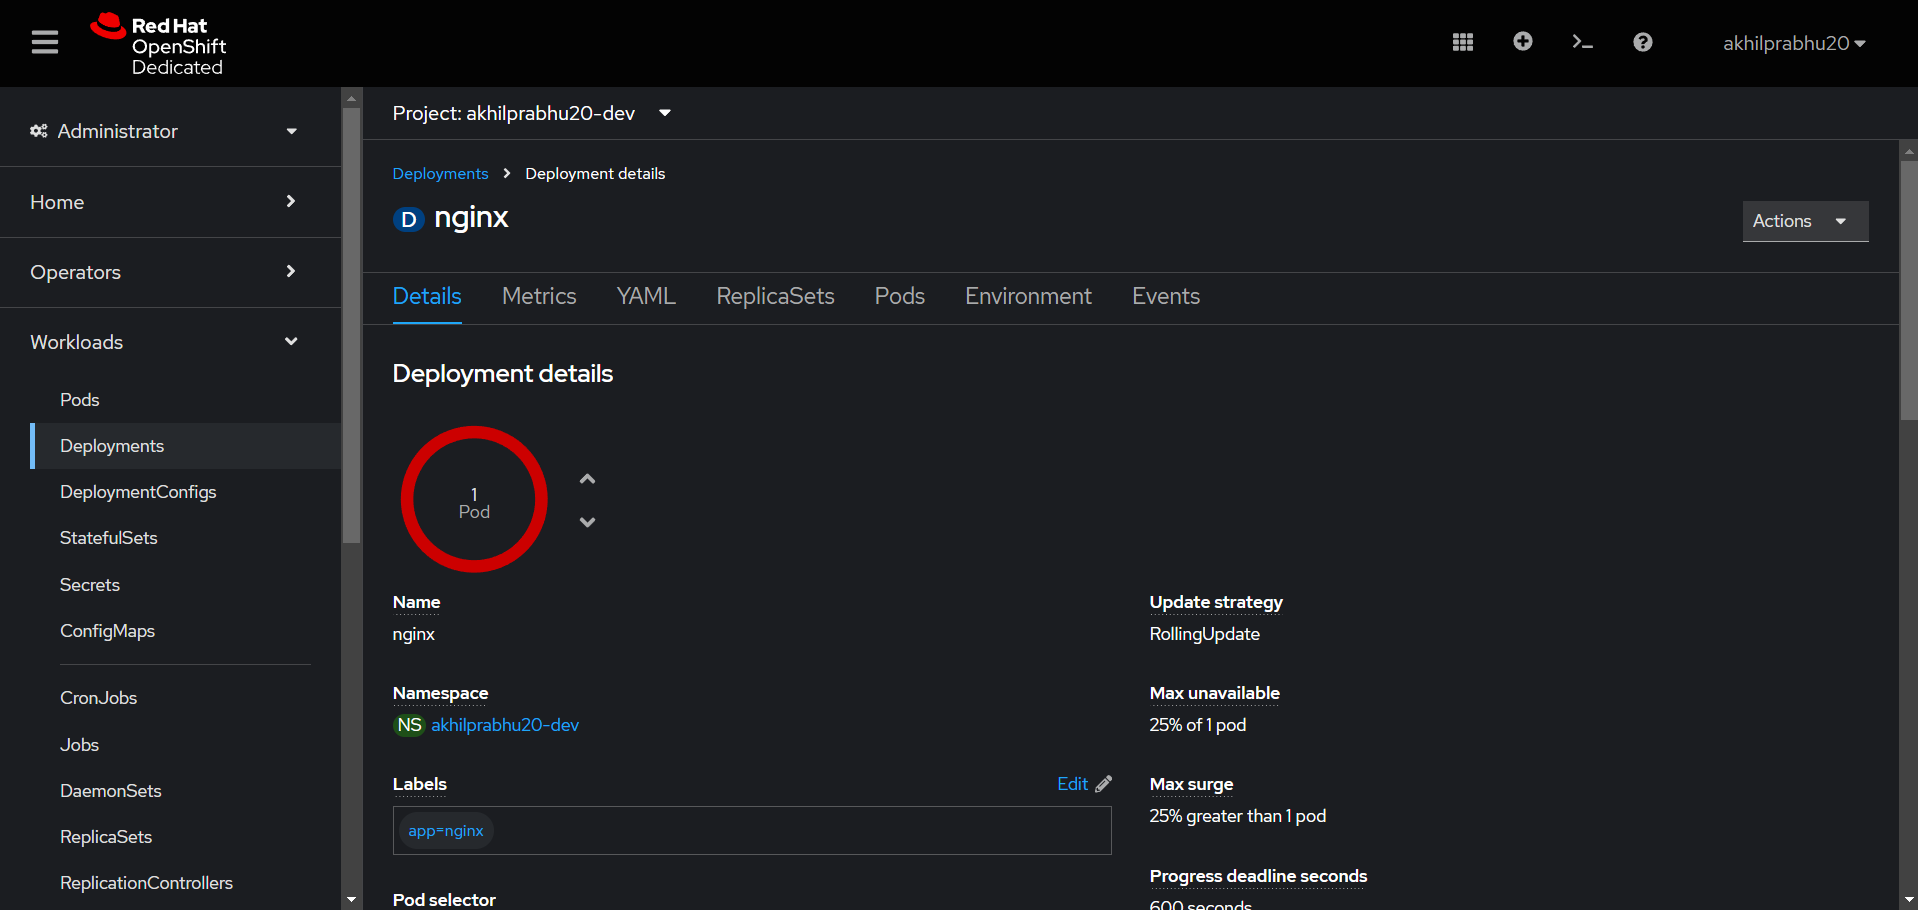 Red Hat
OpenShift
Dedicated
akhilprabhu20
Administrator
Home
Operators
Workloads
Pods
Deployments
DeploymentConfigs
StatefulSets
Secrets
ConfigMaps
CronJobs
Jobs
DaemonSets
ReplicaSets
ReplicationControllers
Project: akhilprabhu20-dev
Deployments > Deployment details
D nginx
Actions
Details Metrics YAML ReplicaSets Pods Environment Events
Deployment details
1
Pod
Name
nginx
Namespace
NS akhilprabhu20-dev
Labels Edit
app=nginx
Pod selector
Update strategy
RollingUpdate
Max unavailable
25% of 1 pod
Max surge
25% greater than 1 pod
Progress deadline seconds
600 seconds